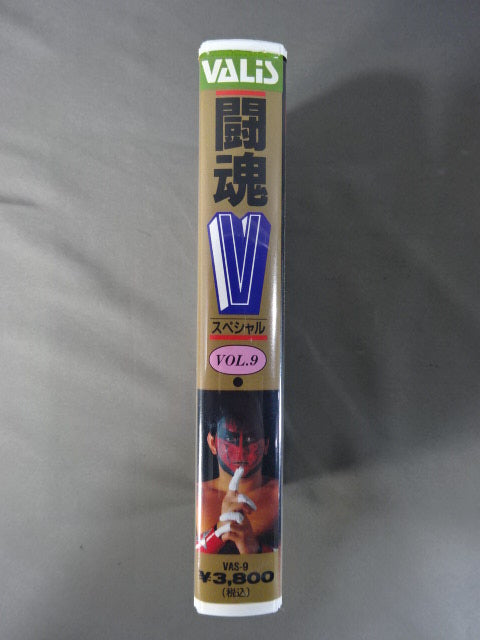 VALiS
闘魂
V
スペシャル
VOL.9
VAS-9
¥3,800
(税込)